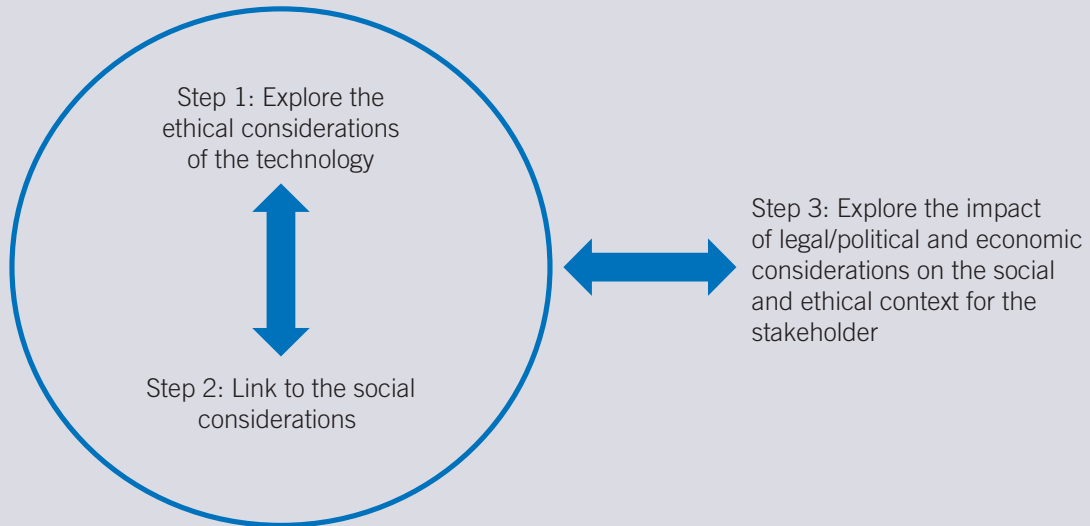 Step 1: Explore the
ethical considerations
of the technology
Step 2: Link to the social
considerations
Step 3: Explore the impact
of legal/political and economic
considerations on the social
and ethical context for the
stakeholder